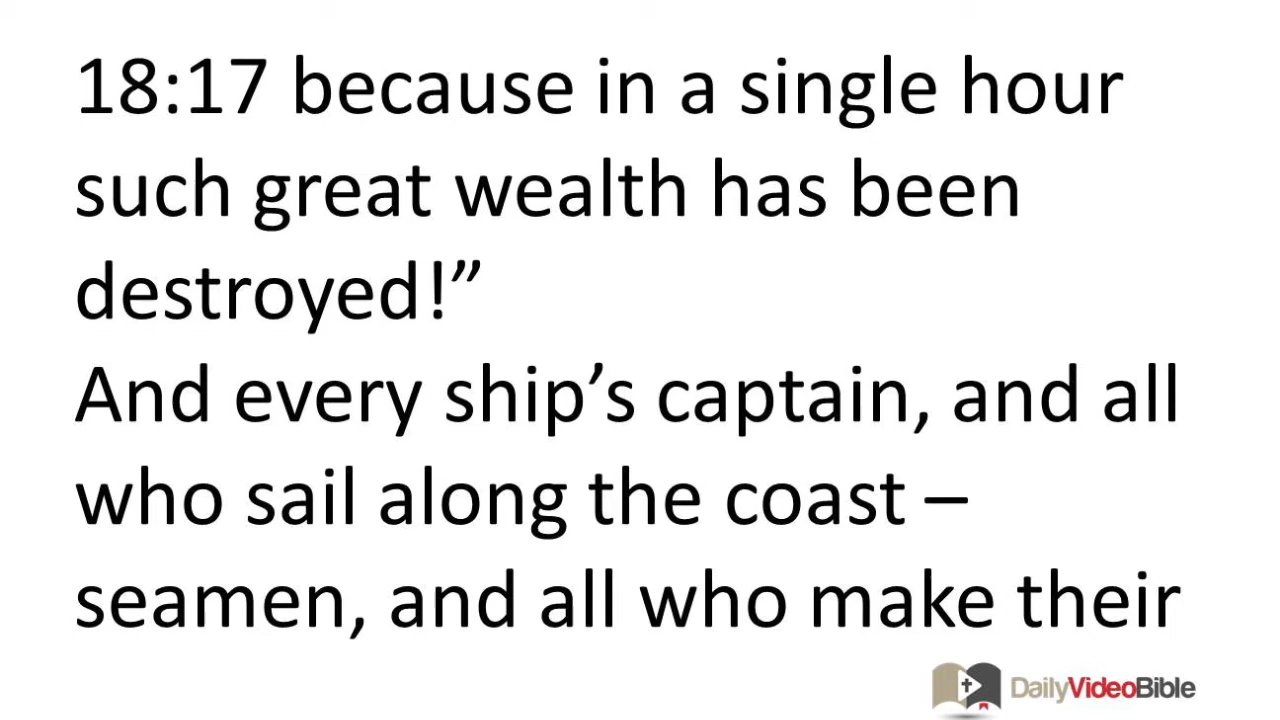 18:17 because in a single hour
such great wealth has been
destroyed!”
And every ship’s captain, and all
who sail along the coast –
seamen, and all who make their
DailyVideoBible